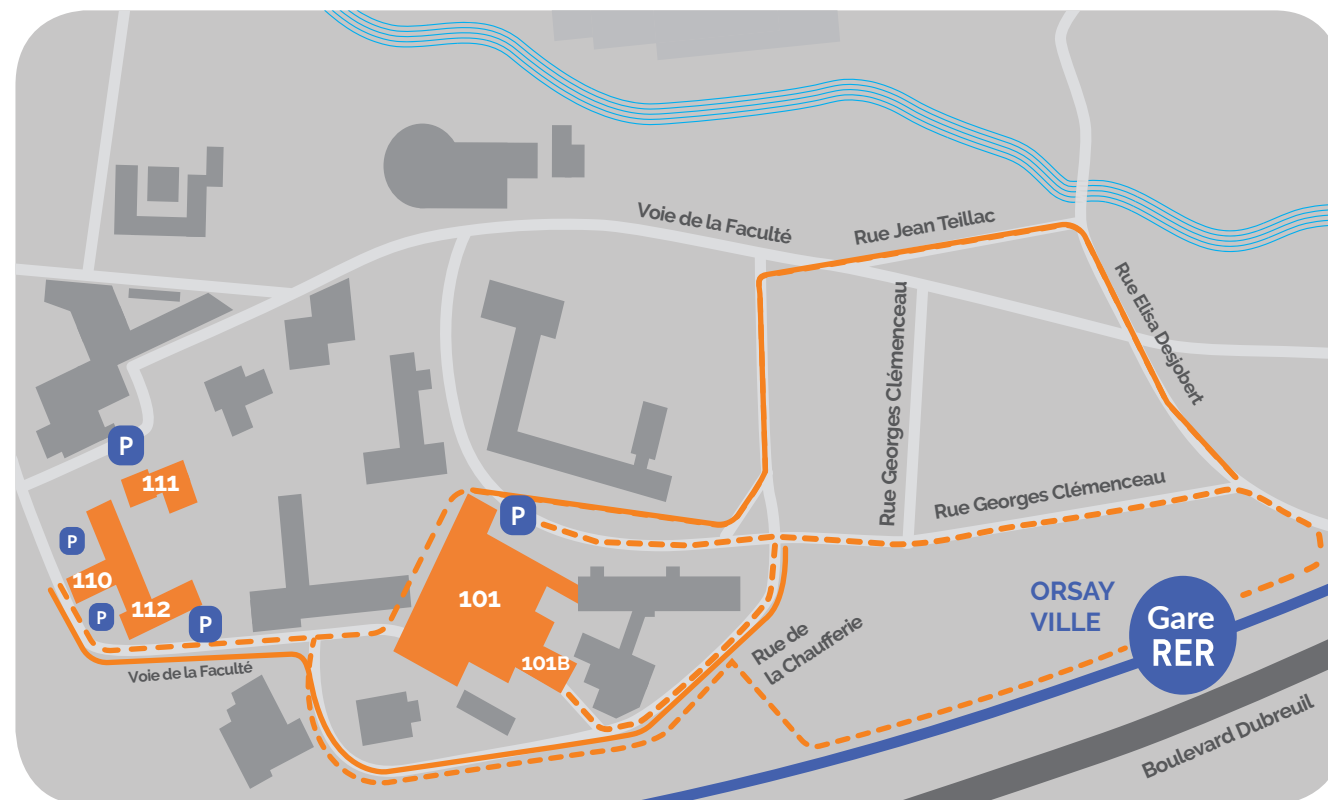 Voie de la Faculté
Rue Jean Teillac
Rue Elisa Desjobert
Rue Georges Clémenceau
Rue Georges Clémenceau
P
111
P
P
110
112
P
P
101
101B
Voie de la Faculté
Rue de
la Chaufferie
ORSAY
VILLE
Gare
RER
Boulevard Dubreuil